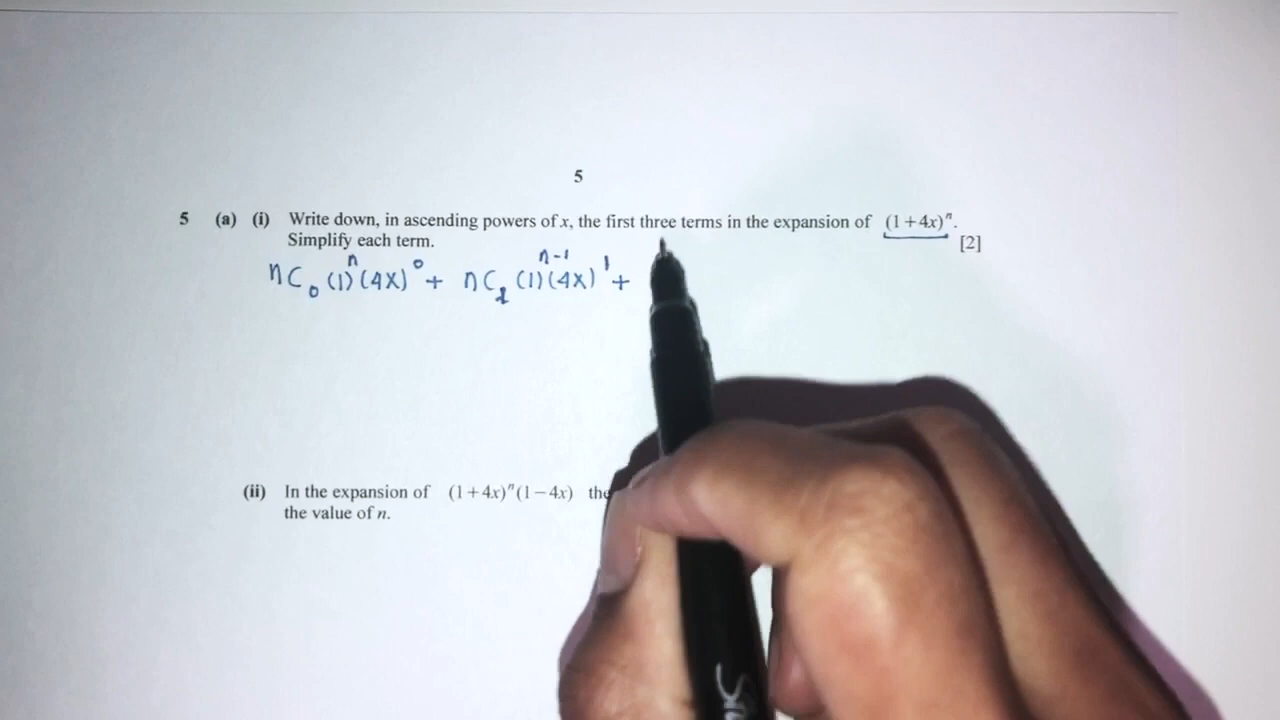 5
5 (a) (i) Write down, in ascending powers of x, the first three terms in the expansion of (1+4x)ⁿ.
Simplify each term. [2]
nC₀ (1)ⁿ (4x)⁰ + nC₁ (1)ⁿ⁻¹ (4x)¹ +
(ii) In the expansion of (1+4x)ⁿ(1−4x)
the value of n.